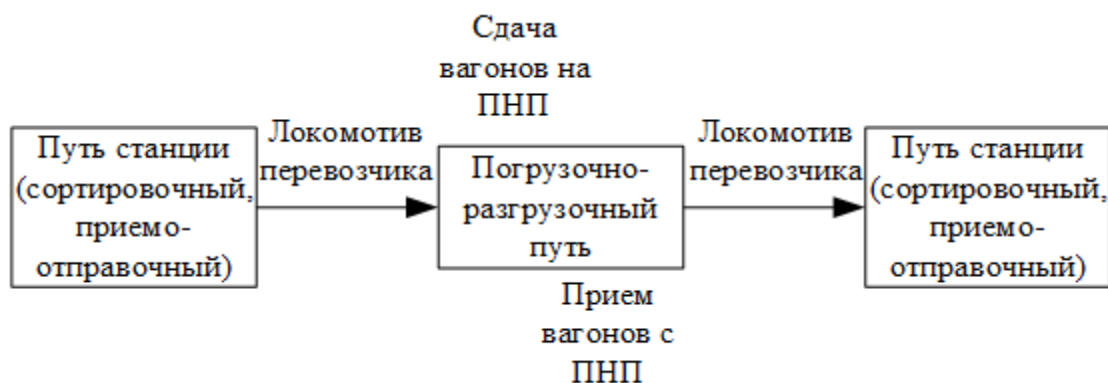 Сдача
вагонов на
ПНП
Путь станции
(сортировочный,
приемо-
отправочный)
Локомотив
перевозчика
Погрузочно-
разгрузочный
путь
Локомотив
перевозчика
Путь станции
(сортировочный,
приемо-
отправочный)
Прием
вагонов с
ПНП